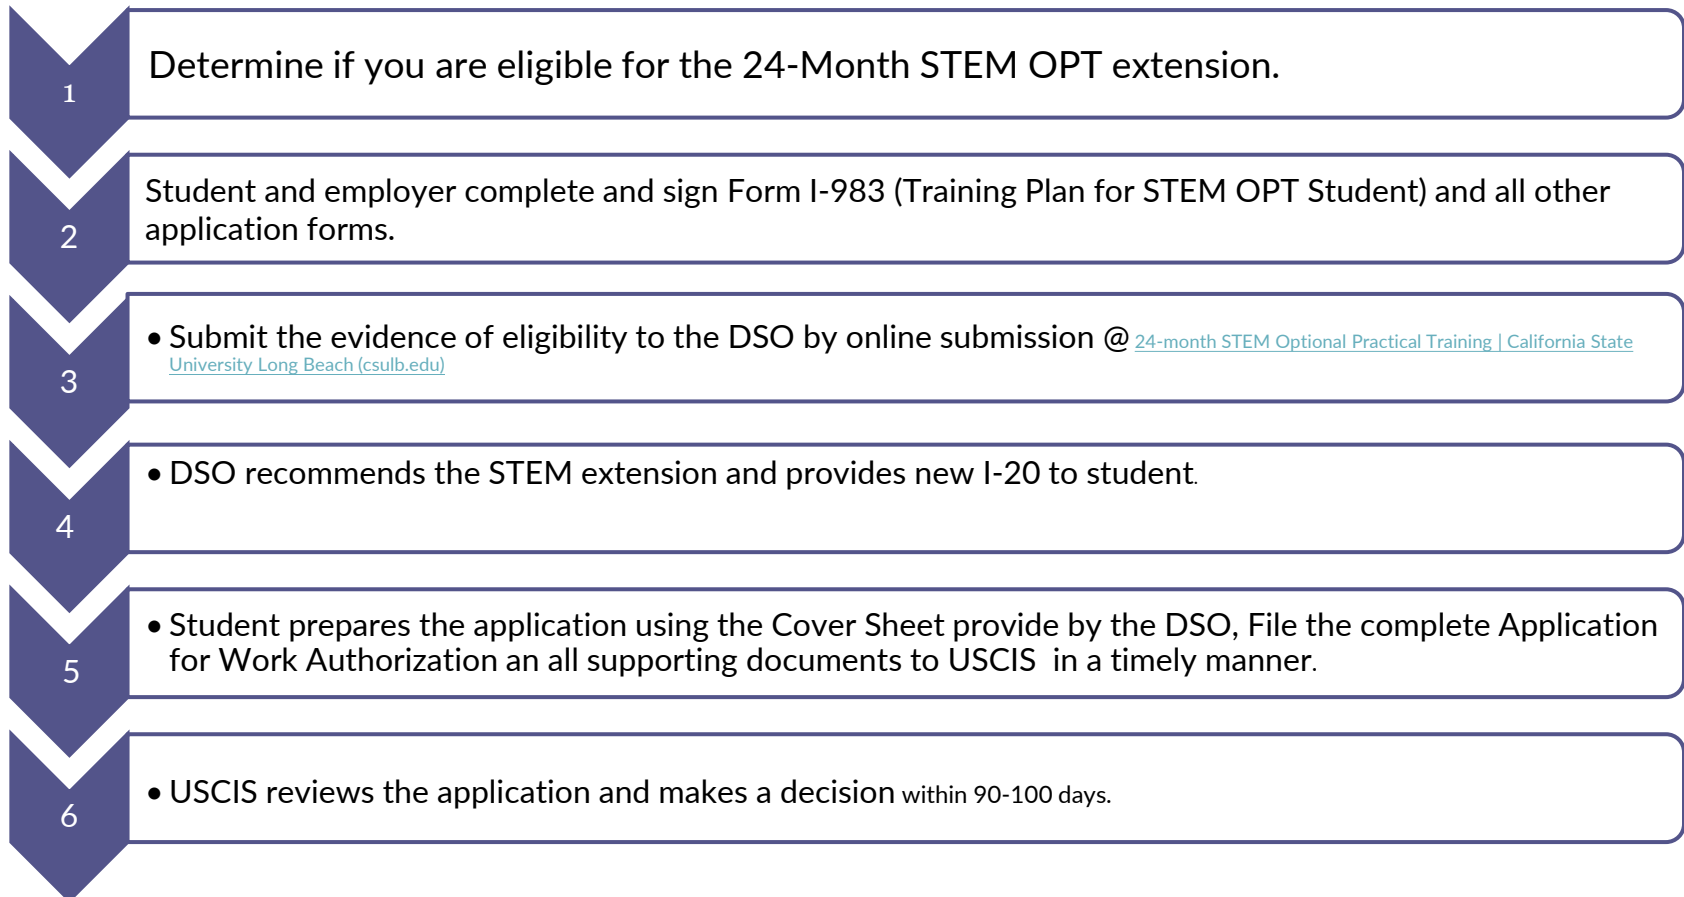 1
Determine if you are eligible for the 24-Month STEM OPT extension.
2
Student and employer complete and sign Form I-983 (Training Plan for STEM OPT Student) and all other
application forms.
3
• Submit the evidence of eligibility to the DSO by online submission @ 24-month STEM Optional Practical Training | California State
University Long Beach (csulb.edu)
4
• DSO recommends the STEM extension and provides new I-20 to student.
5
• Student prepares the application using the Cover Sheet provide by the DSO, File the complete Application
for Work Authorization an all supporting documents to USCIS  in a timely manner.
6
• USCIS reviews the application and makes a decision within 90-100 days.